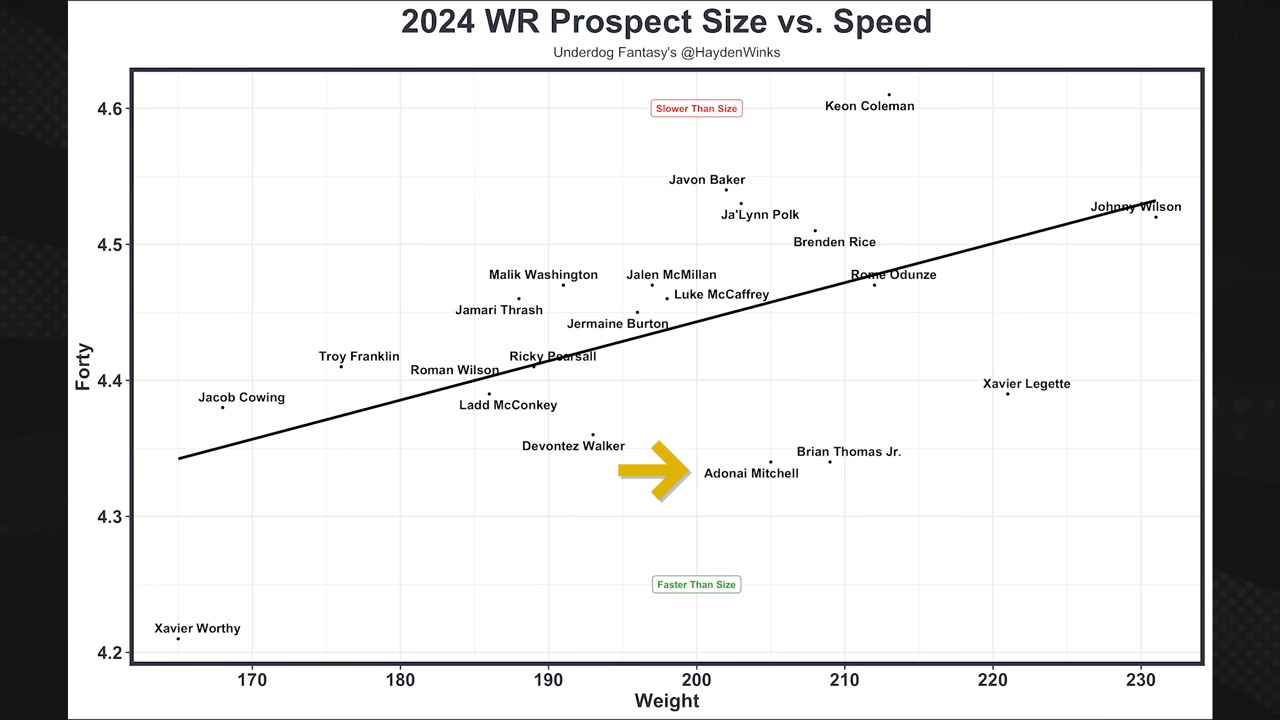 2024 WR Prospect Size vs. Speed
Underdog Fantasy's @HaydenWinks
4.6
Slower Than Size
Keon Coleman
Javon Baker
Ja'Lynn Polk
Johnny Wilson
4.5
Brenden Rice
Malik Washington
Jalen McMillan
Rome Odunze
Luke McCaffrey
Jamari Thrash
Jermaine Burton
Troy Franklin
Ricky Pearsall
Roman Wilson
Forty
4.4
Xavier Legette
Jacob Cowing
Ladd McConkey
Devontez Walker
Brian Thomas Jr.
Adonai Mitchell
4.3
Faster Than Size
Xavier Worthy
4.2
170 180 190 200 210 220 230
Weight